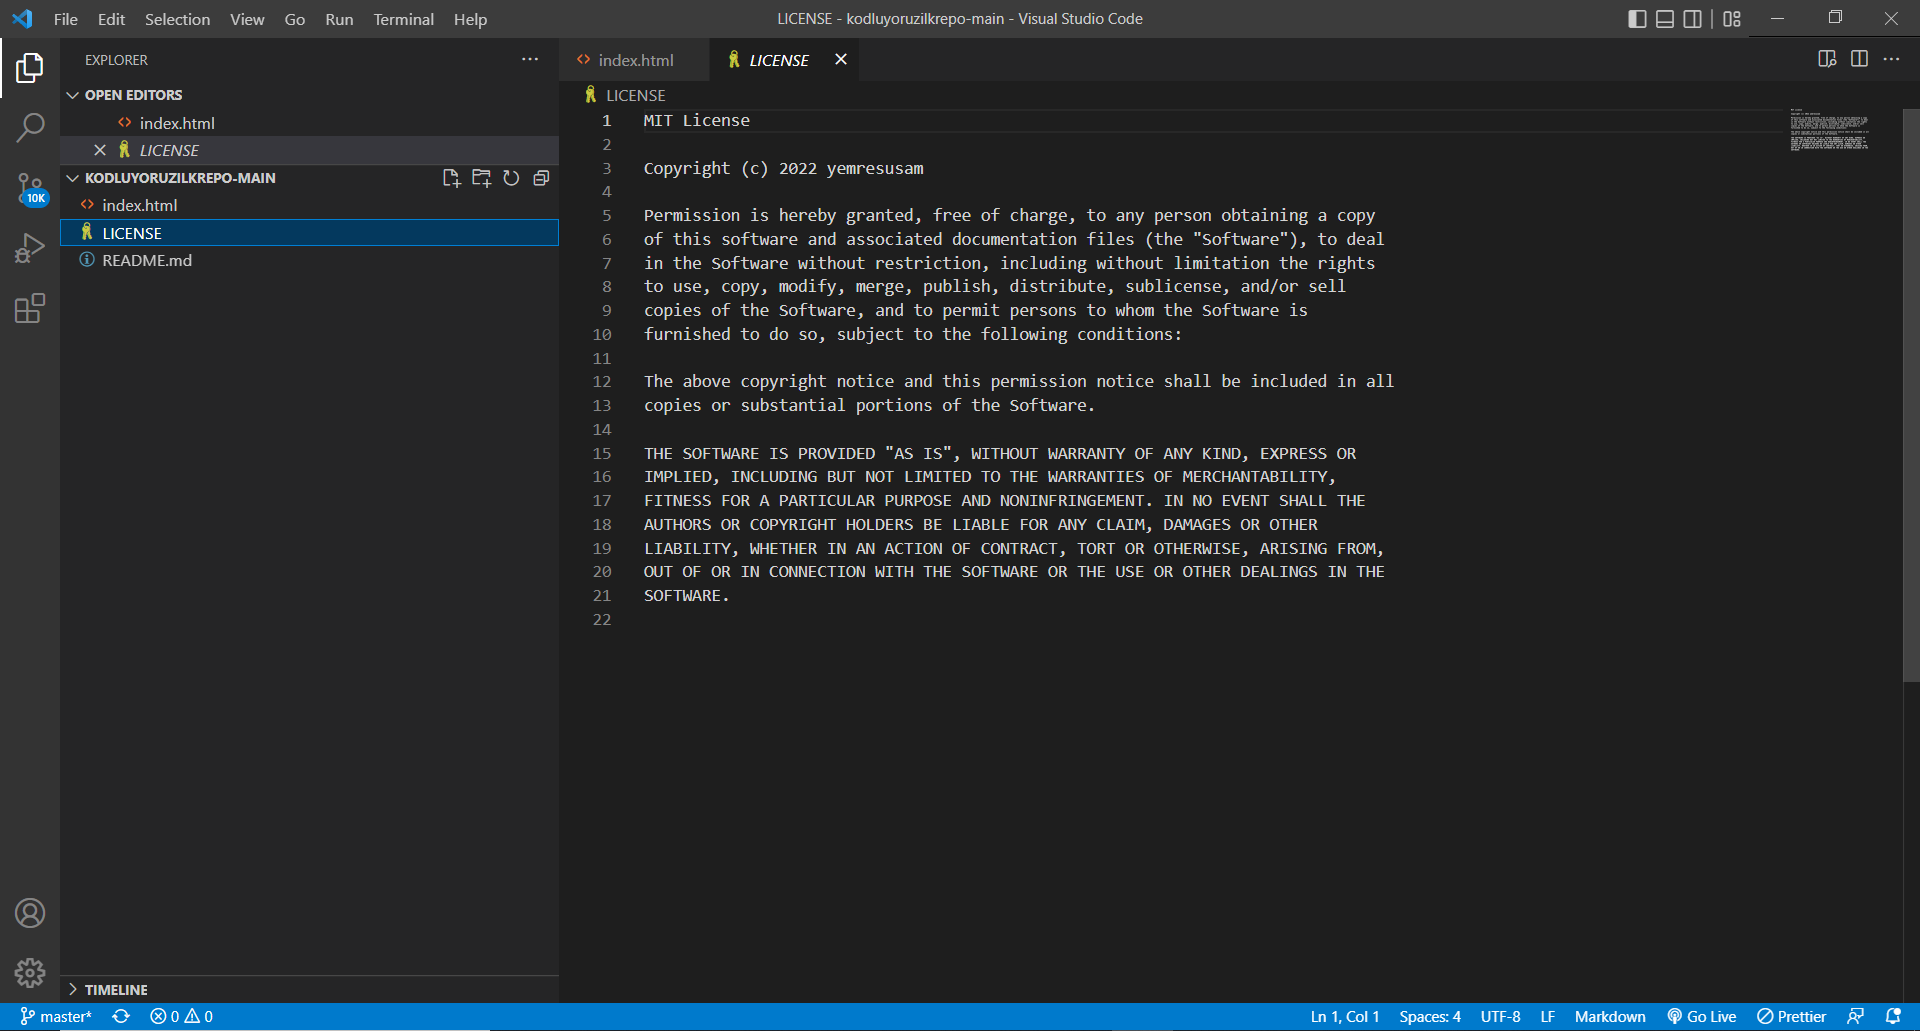 File Edit Selection View Go Run Terminal Help
LICENSE - kodluyoruzilkrepo-main - Visual Studio Code
EXPLORER
OPEN EDITORS
index.html
LICENSE
KODLUYORUZILKREPO-MAIN
index.html
LICENSE
README.md
10K
TIMELINE
index.html LICENSE
LICENSE
1 MIT License
2
3 Copyright (c) 2022 yemresusam
4
5 Permission is hereby granted, free of charge, to any person obtaining a copy
6 of this software and associated documentation files (the "Software"), to deal
7 in the Software without restriction, including without limitation the rights
8 to use, copy, modify, merge, publish, distribute, sublicense, and/or sell
9 copies of the Software, and to permit persons to whom the Software is
10 furnished to do so, subject to the following conditions:
11
12 The above copyright notice and this permission notice shall be included in all
13 copies or substantial portions of the Software.
14
15 THE SOFTWARE IS PROVIDED "AS IS", WITHOUT WARRANTY OF ANY KIND, EXPRESS OR
16 IMPLIED, INCLUDING BUT NOT LIMITED TO THE WARRANTIES OF MERCHANTABILITY,
17 FITNESS FOR A PARTICULAR PURPOSE AND NONINFRINGEMENT. IN NO EVENT SHALL THE
18 AUTHORS OR COPYRIGHT HOLDERS BE LIABLE FOR ANY CLAIM, DAMAGES OR OTHER
19 LIABILITY, WHETHER IN AN ACTION OF CONTRACT, TORT OR OTHERWISE, ARISING FROM,
20 OUT OF OR IN CONNECTION WITH THE SOFTWARE OR THE USE OR OTHER DEALINGS IN THE
21 SOFTWARE.
22
master* 0 0 Ln 1, Col 1 Spaces: 4 UTF-8 LF Markdown Go Live Prettier